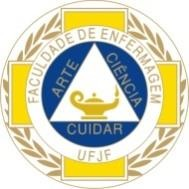 FACULDADE DE ENFERMAGEM
ARTE
CIÊNCIA
CUIDAR
UFJF